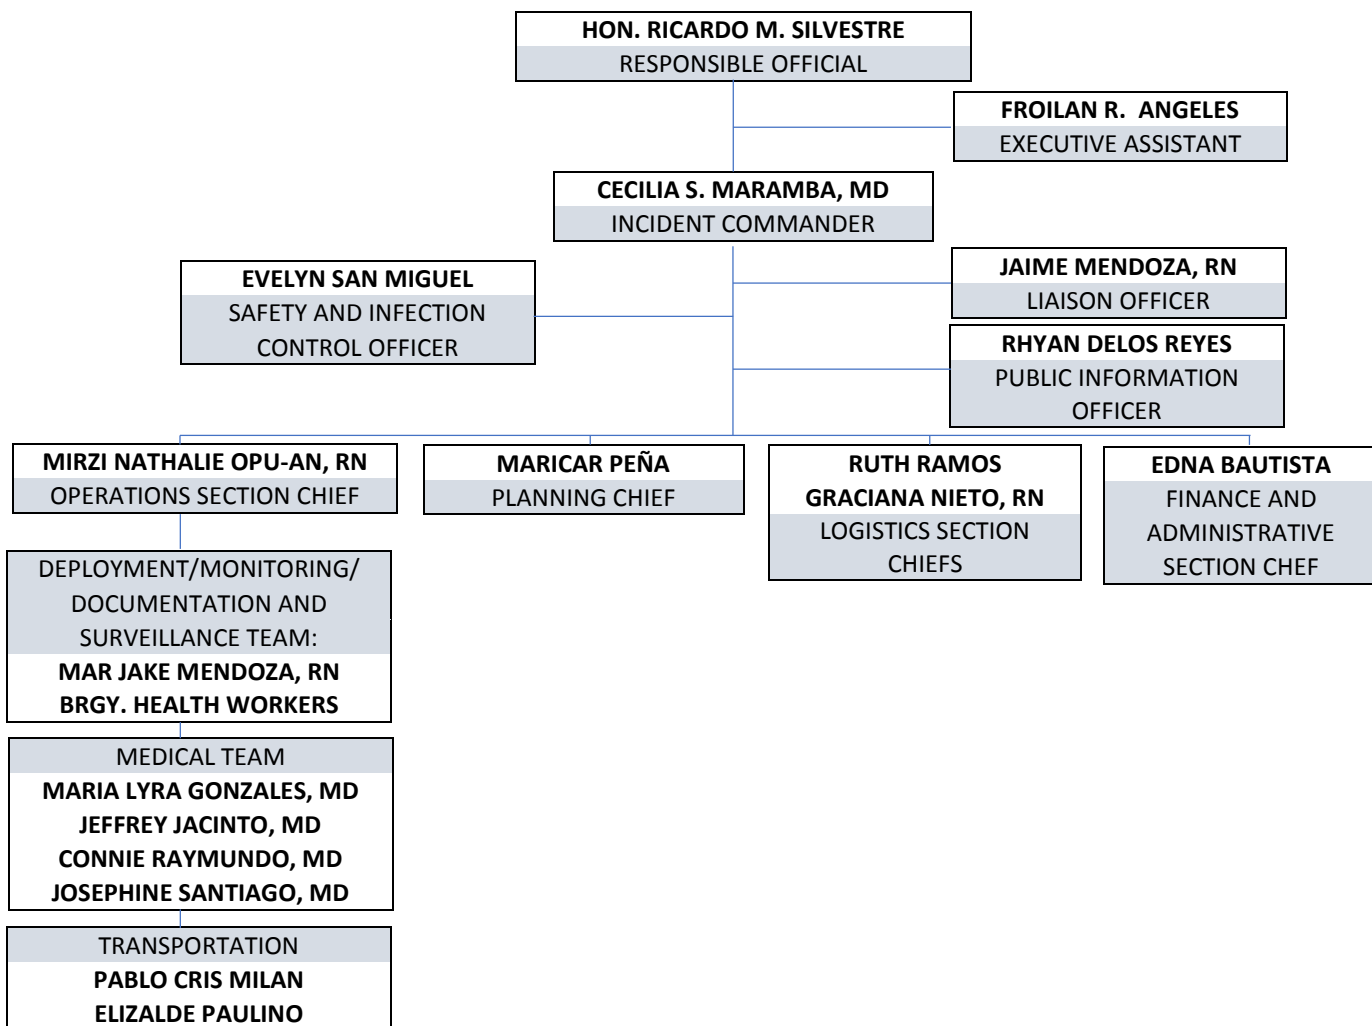 HON. RICARDO M. SILVESTRE
RESPONSIBLE OFFICIAL
FROILAN R.  ANGELES
EXECUTIVE ASSISTANT
CECILIA S. MARAMBA, MD
INCIDENT COMMANDER
EVELYN SAN MIGUEL
SAFETY AND INFECTION
CONTROL OFFICER
JAIME MENDOZA, RN
LIAISON OFFICER
RHYAN DELOS REYES
PUBLIC INFORMATION
OFFICER
MIRZI NATHALIE OPU-AN, RN
OPERATIONS SECTION CHIEF
MARICAR PEÑA
PLANNING CHIEF
RUTH RAMOS
GRACIANA NIETO, RN
LOGISTICS SECTION
CHIEFS
EDNA BAUTISTA
FINANCE AND
ADMINISTRATIVE
SECTION CHEF
DEPLOYMENT/MONITORING/
DOCUMENTATION AND
SURVEILLANCE TEAM:
MAR JAKE MENDOZA, RN
BRGY. HEALTH WORKERS
MEDICAL TEAM
MARIA LYRA GONZALES, MD
JEFFREY JACINTO, MD
CONNIE RAYMUNDO, MD
JOSEPHINE SANTIAGO, MD
TRANSPORTATION
PABLO CRIS MILAN
ELIZALDE PAULINO